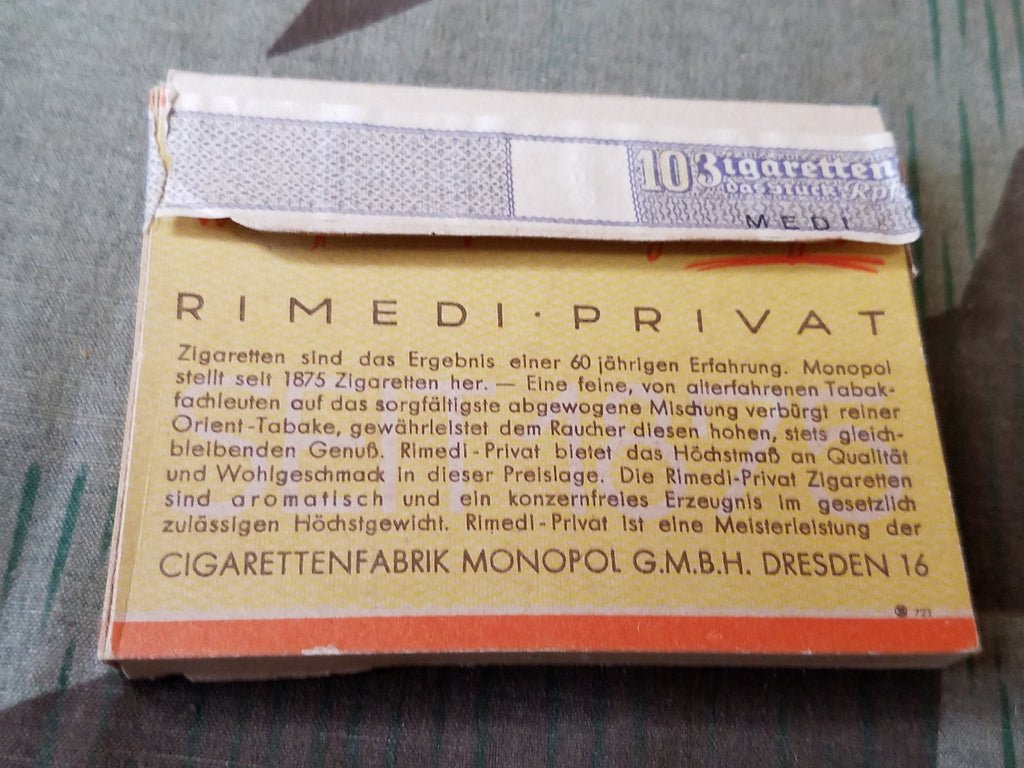 10 Zigaretten
das Stück
MEDI
RIMEDI · PRIVAT
Zigaretten sind das Ergebnis einer 60 jährigen Erfahrung. Monopol
stellt seit 1875 Zigaretten her. — Eine feine, von alterfahrenen Tabak-
fachleuten auf das sorgfältigste abgewogene Mischung verbürgt reiner
Orient-Tabake, gewährleistet dem Raucher diesen hohen, stets gleich-
bleibenden Genuß. Rimedi-Privat bietet das Höchstmaß an Qualität
und Wohlgeschmack in dieser Preislage. Die Rimedi-Privat Zigaretten
sind aromatisch und ein konzernfreies Erzeugnis im gesetzlich
zulässigen Höchstgewicht. Rimedi-Privat ist eine Meisterleistung der
CIGARETTENFABRIK MONOPOL G.M.B.H. DRESDEN 16